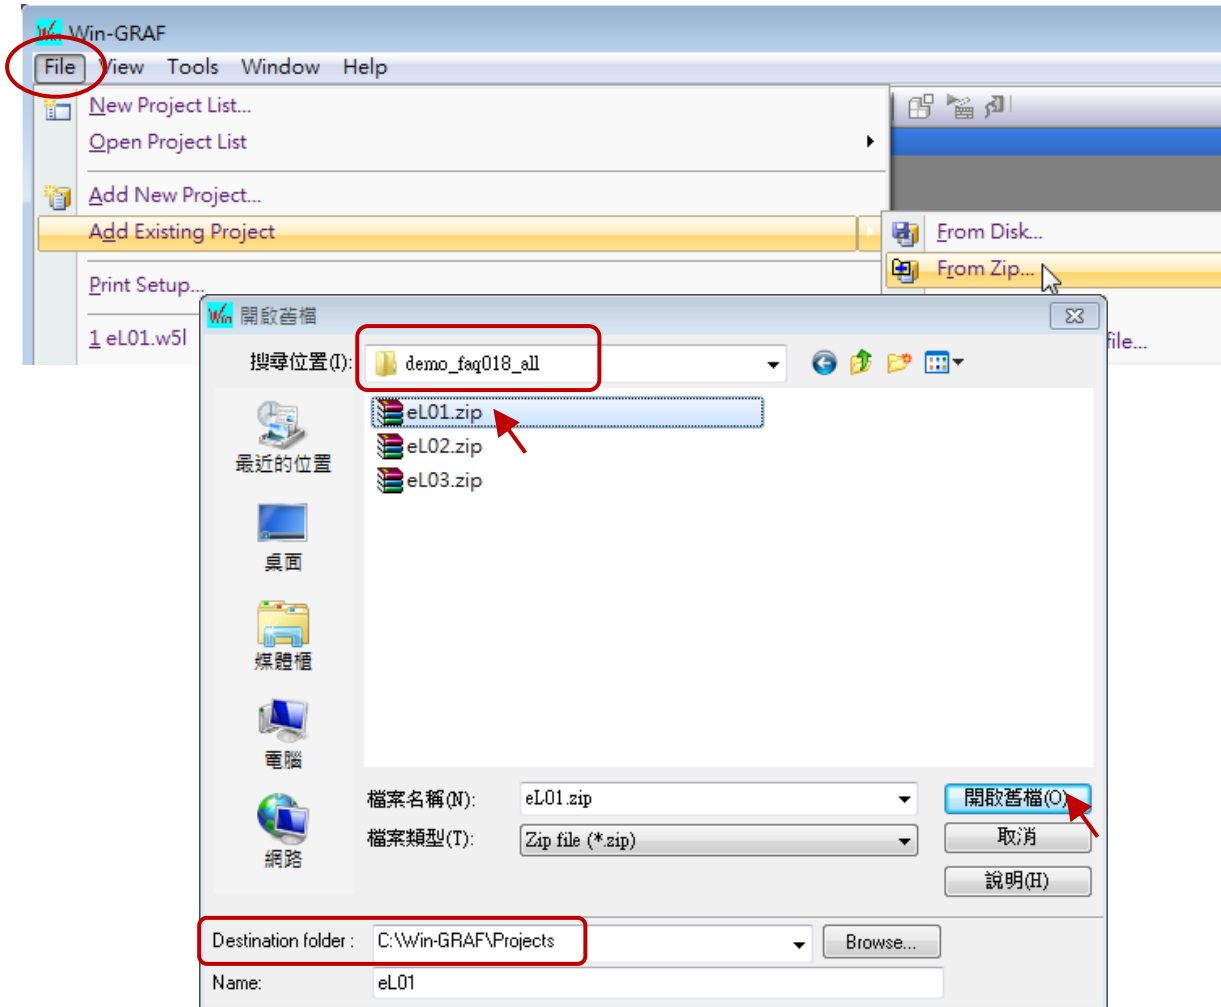 Win-GRAF
File View Tools Window Help
New Project List...
Open Project List
Add New Project...
Add Existing Project
From Disk...
From Zip...
Print Setup...
1 eL01.w5l
file...
開啟舊檔
搜尋位置(I):
demo_faq018_all
eL01.zip
eL02.zip
eL03.zip
最近的位置
桌面
媒體櫃
電腦
網路
檔案名稱(N):
eL01.zip
開啟舊檔(O)
檔案類型(T):
Zip file (*.zip)
取消
說明(H)
Destination folder :
C:\Win-GRAF\Projects
Browse...
Name:
eL01